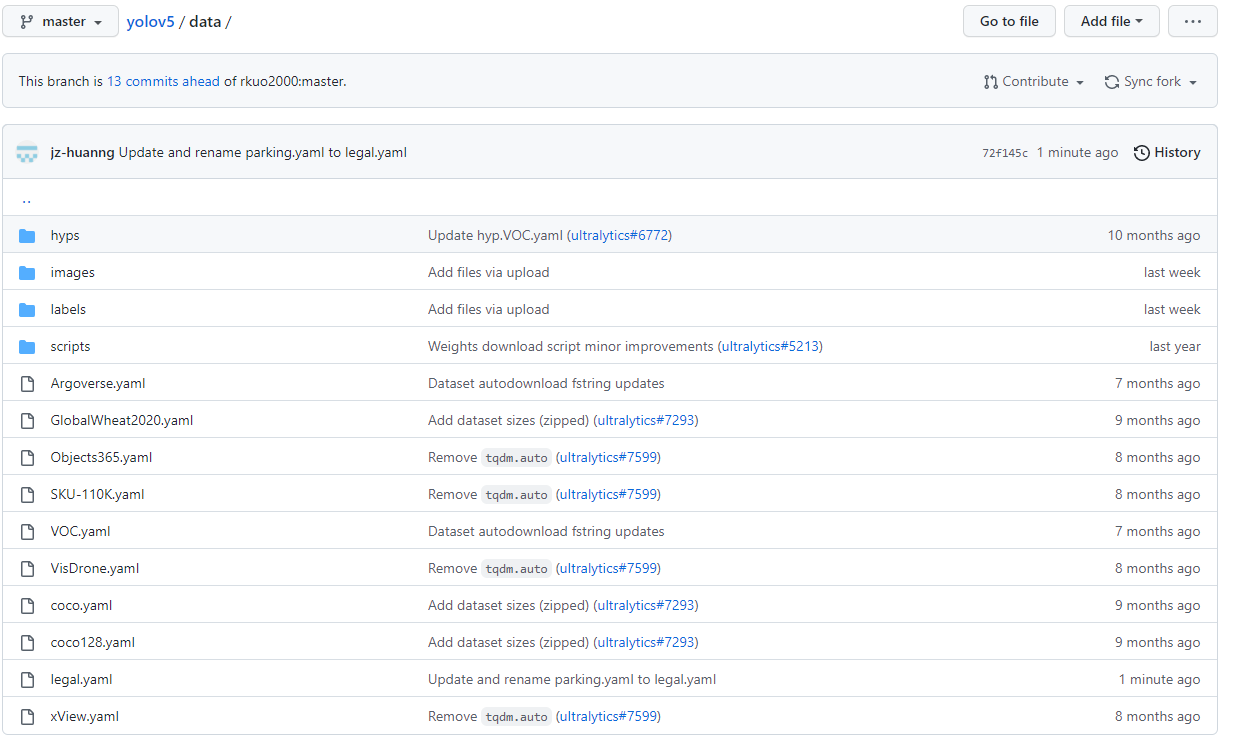 master yolov5 / data / Go to file Add file ...
This branch is 13 commits ahead of rkuo2000:master. Contribute Sync fork
jz-huanng Update and rename parking.yaml to legal.yaml 72f145c 1 minute ago History
..
hyps Update hyp.VOC.yaml (ultralytics#6772) 10 months ago
images Add files via upload last week
labels Add files via upload last week
scripts Weights download script minor improvements (ultralytics#5213) last year
Argoverse.yaml Dataset autodownload fstring updates 7 months ago
GlobalWheat2020.yaml Add dataset sizes (zipped) (ultralytics#7293) 9 months ago
Objects365.yaml Remove tqdm.auto (ultralytics#7599) 8 months ago
SKU-110K.yaml Remove tqdm.auto (ultralytics#7599) 8 months ago
VOC.yaml Dataset autodownload fstring updates 7 months ago
VisDrone.yaml Remove tqdm.auto (ultralytics#7599) 8 months ago
coco.yaml Add dataset sizes (zipped) (ultralytics#7293) 9 months ago
coco128.yaml Add dataset sizes (zipped) (ultralytics#7293) 9 months ago
legal.yaml Update and rename parking.yaml to legal.yaml 1 minute ago
xView.yaml Remove tqdm.auto (ultralytics#7599) 8 months ago